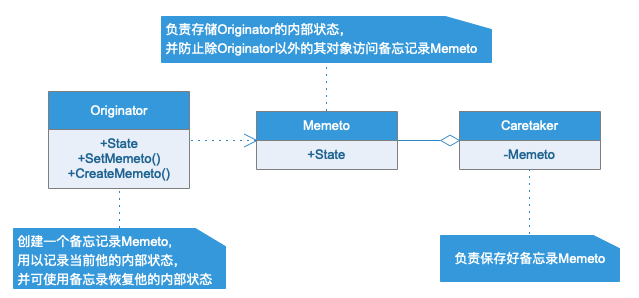 负责存储Originator的内部状态，
并防止除Originator以外的其对象访问备忘记录Memeto
Originator
+State
+SetMemeto()
+CreateMemeto()
Memeto
+State
Caretaker
-Memeto
创建一个备忘记录Memeto，
用以记录当前他的内部状态，
并可使用备忘录恢复他的内部状态
负责保存好备忘录Memeto